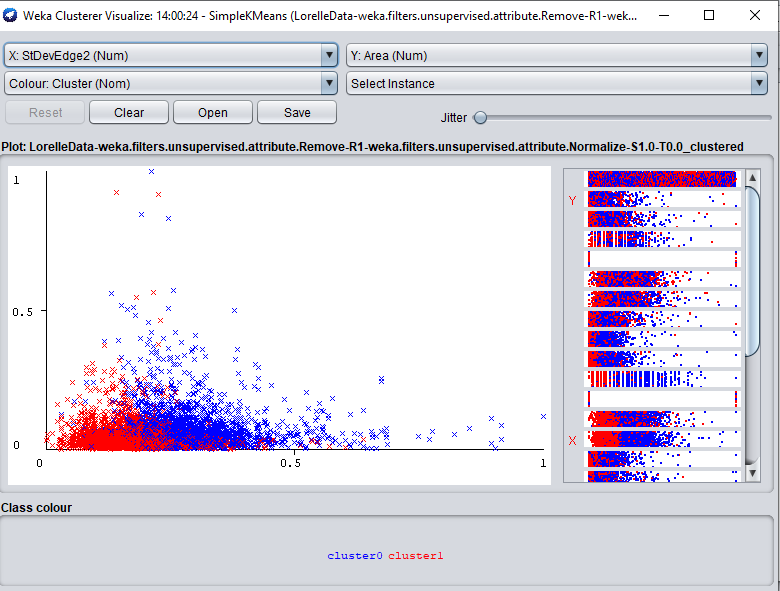 Weka Clusterer Visualize: 14:00:24 - SimpleKMeans (LorelleData-weka.filters.unsupervised.attribute.Remove-R1-wek...
X: StDevEdge2 (Num)
Y: Area (Num)
Colour: Cluster (Nom)
Select Instance
Reset
Clear
Open
Save
Jitter
Plot: LorelleData-weka.filters.unsupervised.attribute.Remove-R1-weka.filters.unsupervised.attribute.Normalize-S1.0-T0.0_clustered
1
0.5
0
0
0.5
1
Y
X
Class colour
cluster0 cluster1